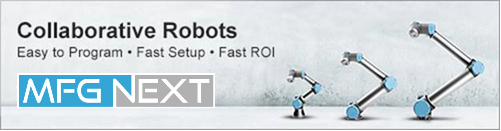 Collaborative Robots
Easy to Program • Fast Setup • Fast ROI
MFG NEXT